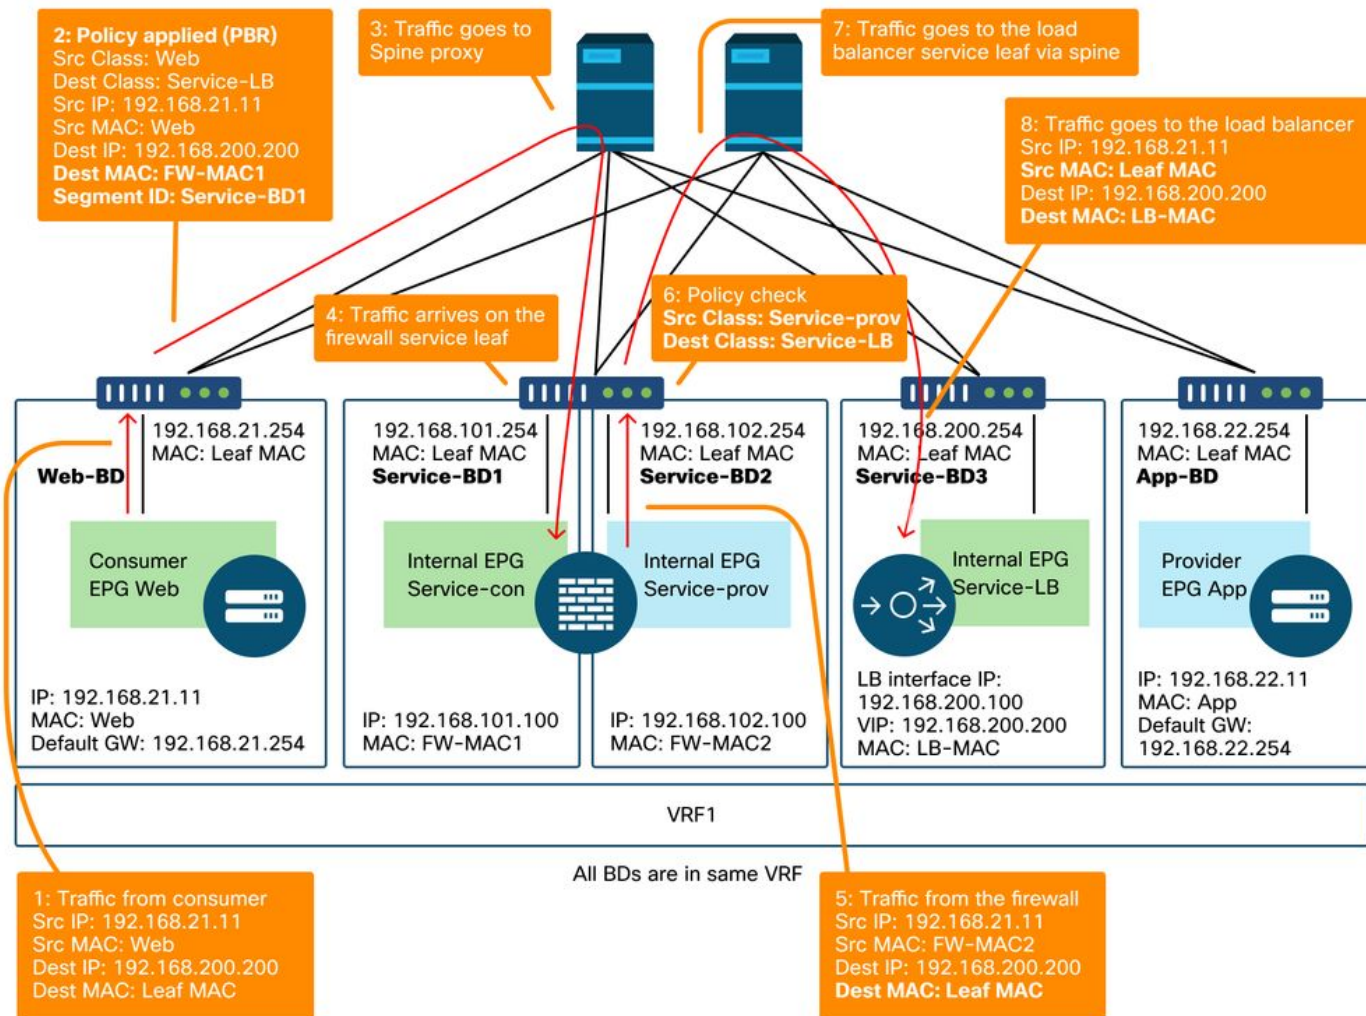 2: Policy applied (PBR)
Src Class: Web
Dest Class: Service-LB
Src IP: 192.168.21.11
Src MAC: Web
Dest IP: 192.168.200.200
Dest MAC: FW-MAC1
Segment ID: Service-BD1
3: Traffic goes to
Spine proxy
7: Traffic goes to the load
balancer service leaf via spine
8: Traffic goes to the load balancer
Src IP: 192.168.21.11
Src MAC: Leaf MAC
Dest IP: 192.168.200.200
Dest MAC: LB-MAC
4: Traffic arrives on the
firewall service leaf
6: Policy check
Src Class: Service-prov
Dest Class: Service-LB
192.168.21.254
MAC: Leaf MAC
Web-BD
Consumer
EPG Web
IP: 192.168.21.11
MAC: Web
Default GW: 192.168.21.254
192.168.101.254
MAC: Leaf MAC
Service-BD1
Internal EPG
Service-con
IP: 192.168.101.100
MAC: FW-MAC1
192.168.102.254
MAC: Leaf MAC
Service-BD2
Internal EPG
Service-prov
IP: 192.168.102.100
MAC: FW-MAC2
192.168.200.254
MAC: Leaf MAC
Service-BD3
Internal EPG
Service-LB
LB interface IP:
192.168.200.100
VIP: 192.168.200.200
MAC: LB-MAC
192.168.22.254
MAC: Leaf MAC
App-BD
Provider
EPG App
IP: 192.168.22.11
MAC: App
Default GW:
192.168.22.254
VRF1
All BDs are in same VRF
1: Traffic from consumer
Src IP: 192.168.21.11
Src MAC: Web
Dest IP: 192.168.200.200
Dest MAC: Leaf MAC
5: Traffic from the firewall
Src IP: 192.168.21.11
Src MAC: FW-MAC2
Dest IP: 192.168.200.200
Dest MAC: Leaf MAC